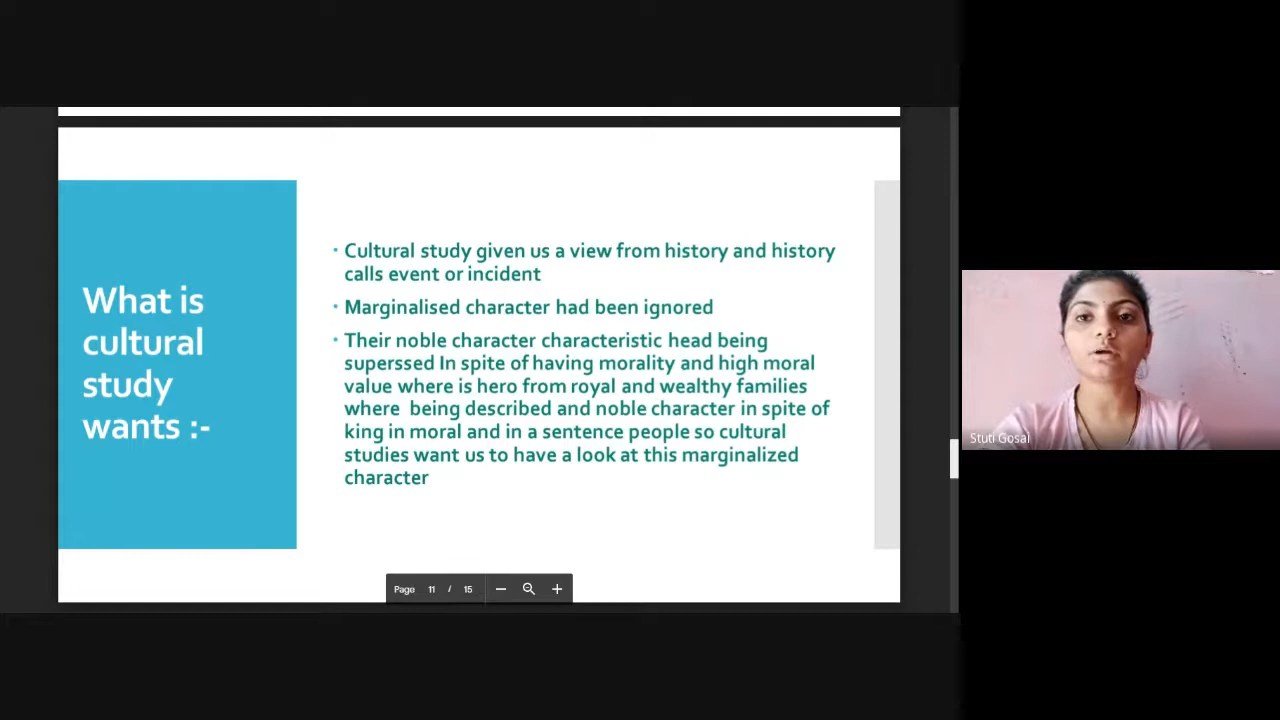 What is
cultural
study
wants :-
Cultural study given us a view from history and history
calls event or incident
Marginalised character had been ignored
Their noble character characteristic head being
superssed In spite of having morality and high moral
value where is hero from royal and wealthy families
where being described and noble character in spite of
king in moral and in a sentence people so cultural
studies want us to have a look at this marginalized
character
Page 11 / 15
Stuti Gosai